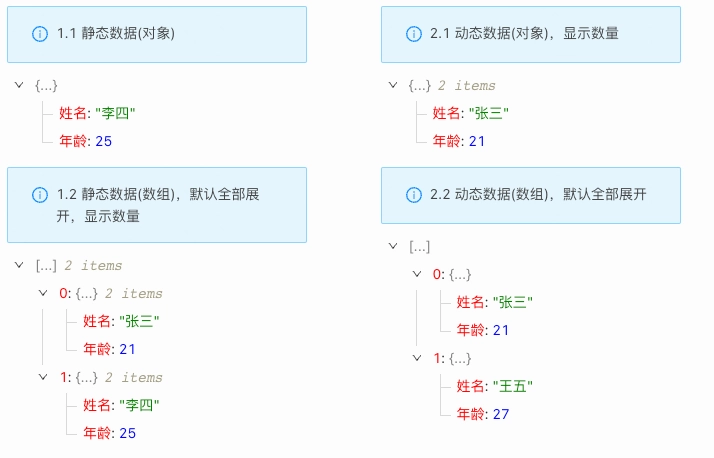 1.1 静态数据(对象)
{...}
姓名: "李四"
年龄: 25
1.2 静态数据(数组)，默认全部展
开，显示数量
[...] 2 items
0: {...} 2 items
姓名: "张三"
年龄: 21
1: {...} 2 items
姓名: "李四"
年龄: 25
2.1 动态数据(对象)，显示数量
{...} 2 items
姓名: "张三"
年龄: 21
2.2 动态数据(数组)，默认全部展开
[...]
0: {...}
姓名: "张三"
年龄: 21
1: {...}
姓名: "王五"
年龄: 27